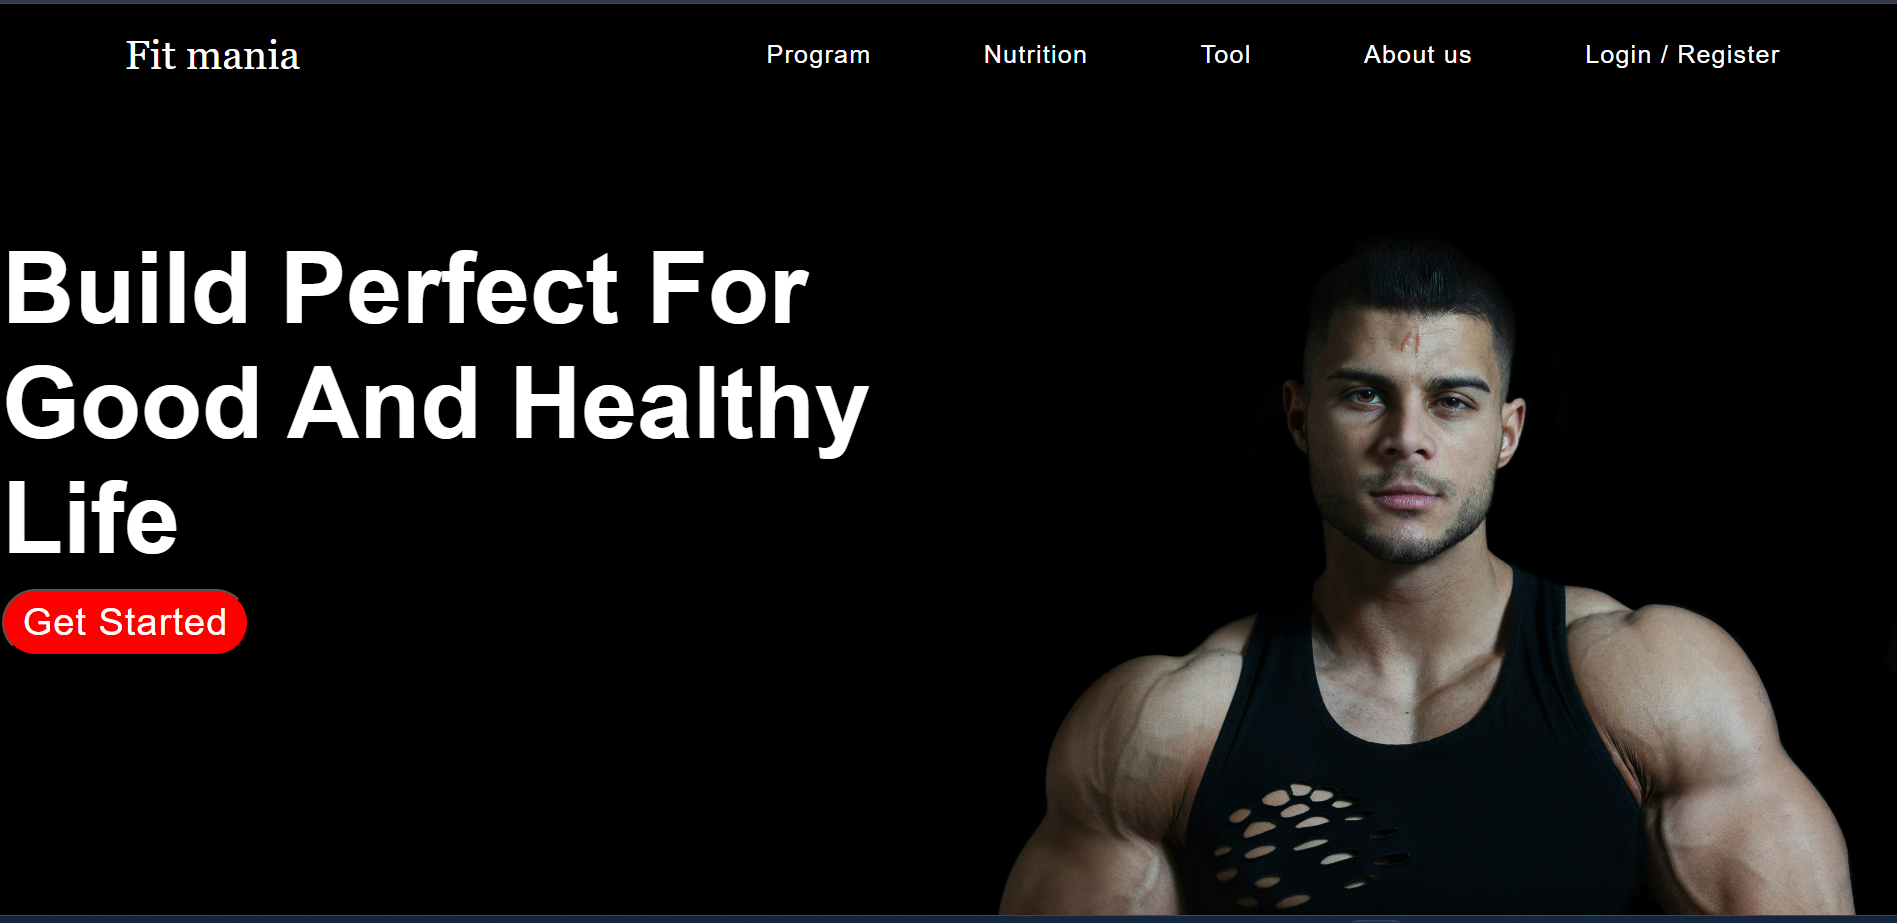 Fit mania
Program
Nutrition
Tool
About us
Login / Register
Build Perfect For
Good And Healthy
Life
Get Started